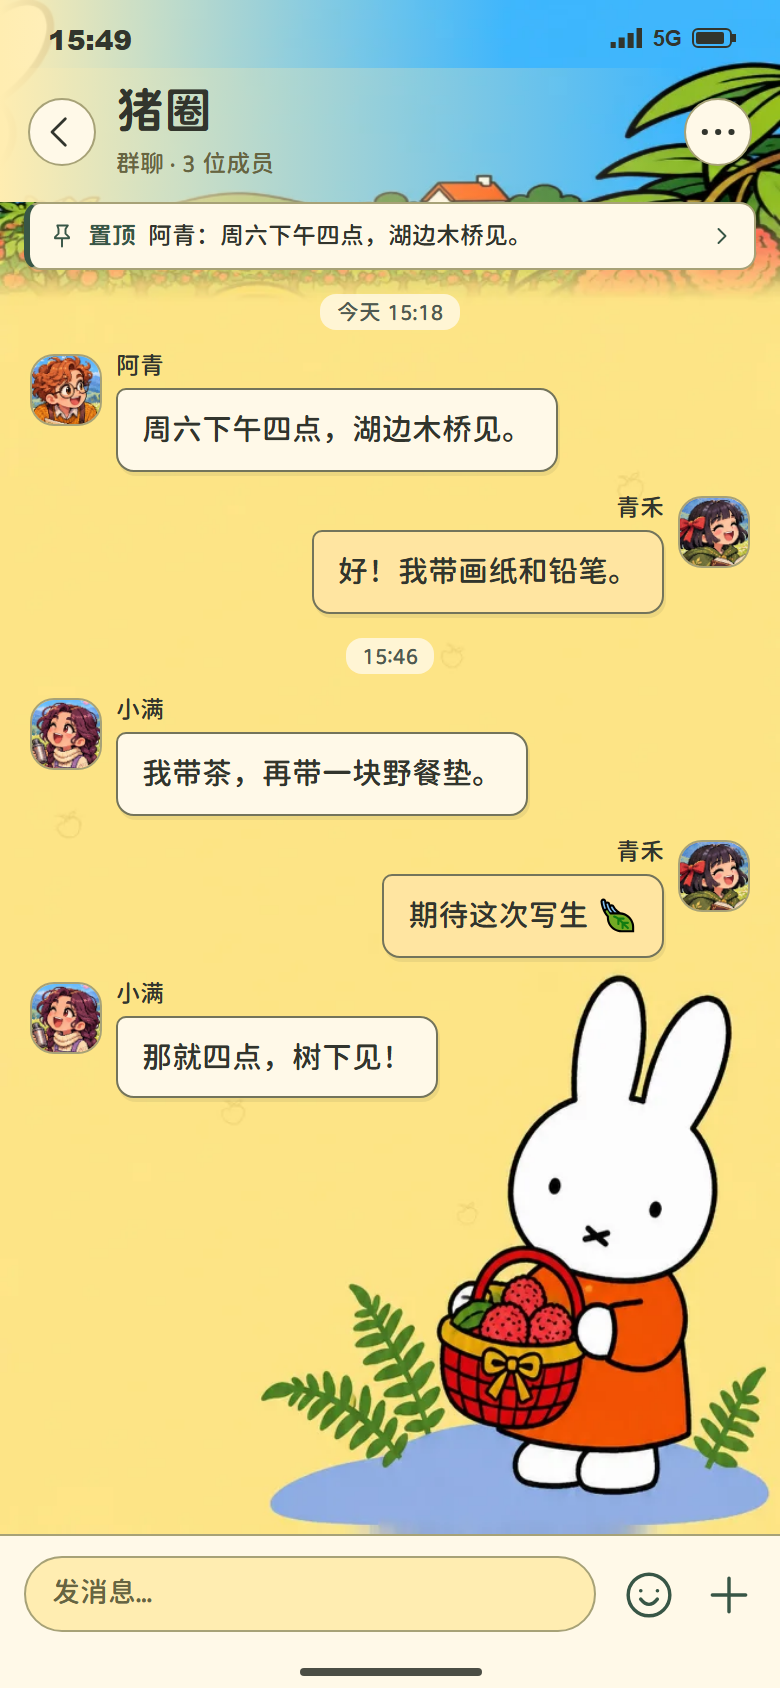 15:49
5G
猪圈
群聊 · 3 位成员
置顶 阿青：周六下午四点，湖边木桥见。
今天 15:18
阿青
周六下午四点，湖边木桥见。
青禾
好！我带画纸和铅笔。
15:46
小满
我带茶，再带一块野餐垫。
青禾
期待这次写生
小满
那就四点，树下见！
发消息...